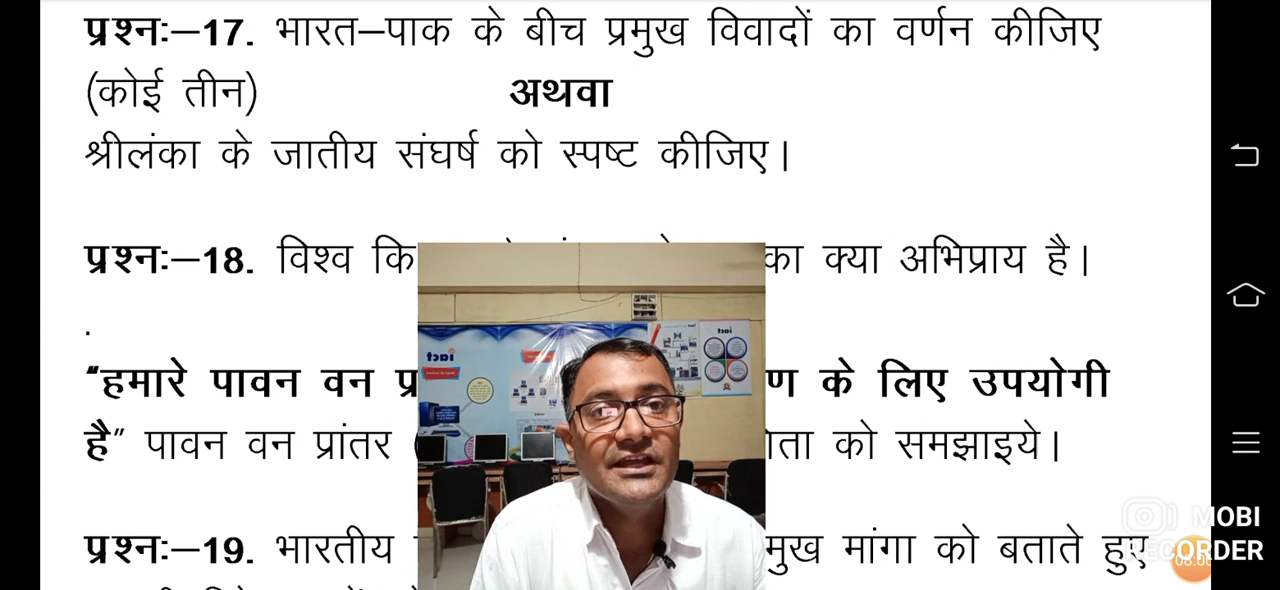 प्रश्नः–17. भारत–पाक के बीच प्रमुख विवादों का वर्णन कीजिए
(कोई तीन) अथवा
श्रीलंका के जातीय संघर्ष को स्पष्ट कीजिए।
प्रश्नः–18. विश्व का क्या अभिप्राय है।
.
“हमारे पावन वन के लिए उपयोगी
है” पावन वन प्रांतर को समझाइये।
प्रश्नः–19. भारतीय मांगा को बताते हुए
MOBI
RECORDER